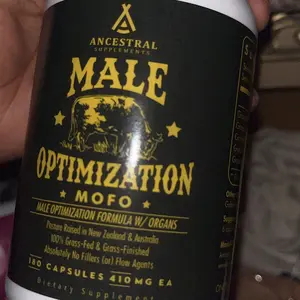 ANCESTRAL
SUPPLEMENTS
MALE
OPTIMIZATION
★ MOFO ★
MALE OPTIMIZATION FORMULA W/ ORGANS
Pasture Raised in New Zealand & Australia
100% Grass-Fed & Grass-Finished
Absolutely No Fillers (or) Flow Agents
180 CAPSULES 410 MG EA
Dietary Supplement